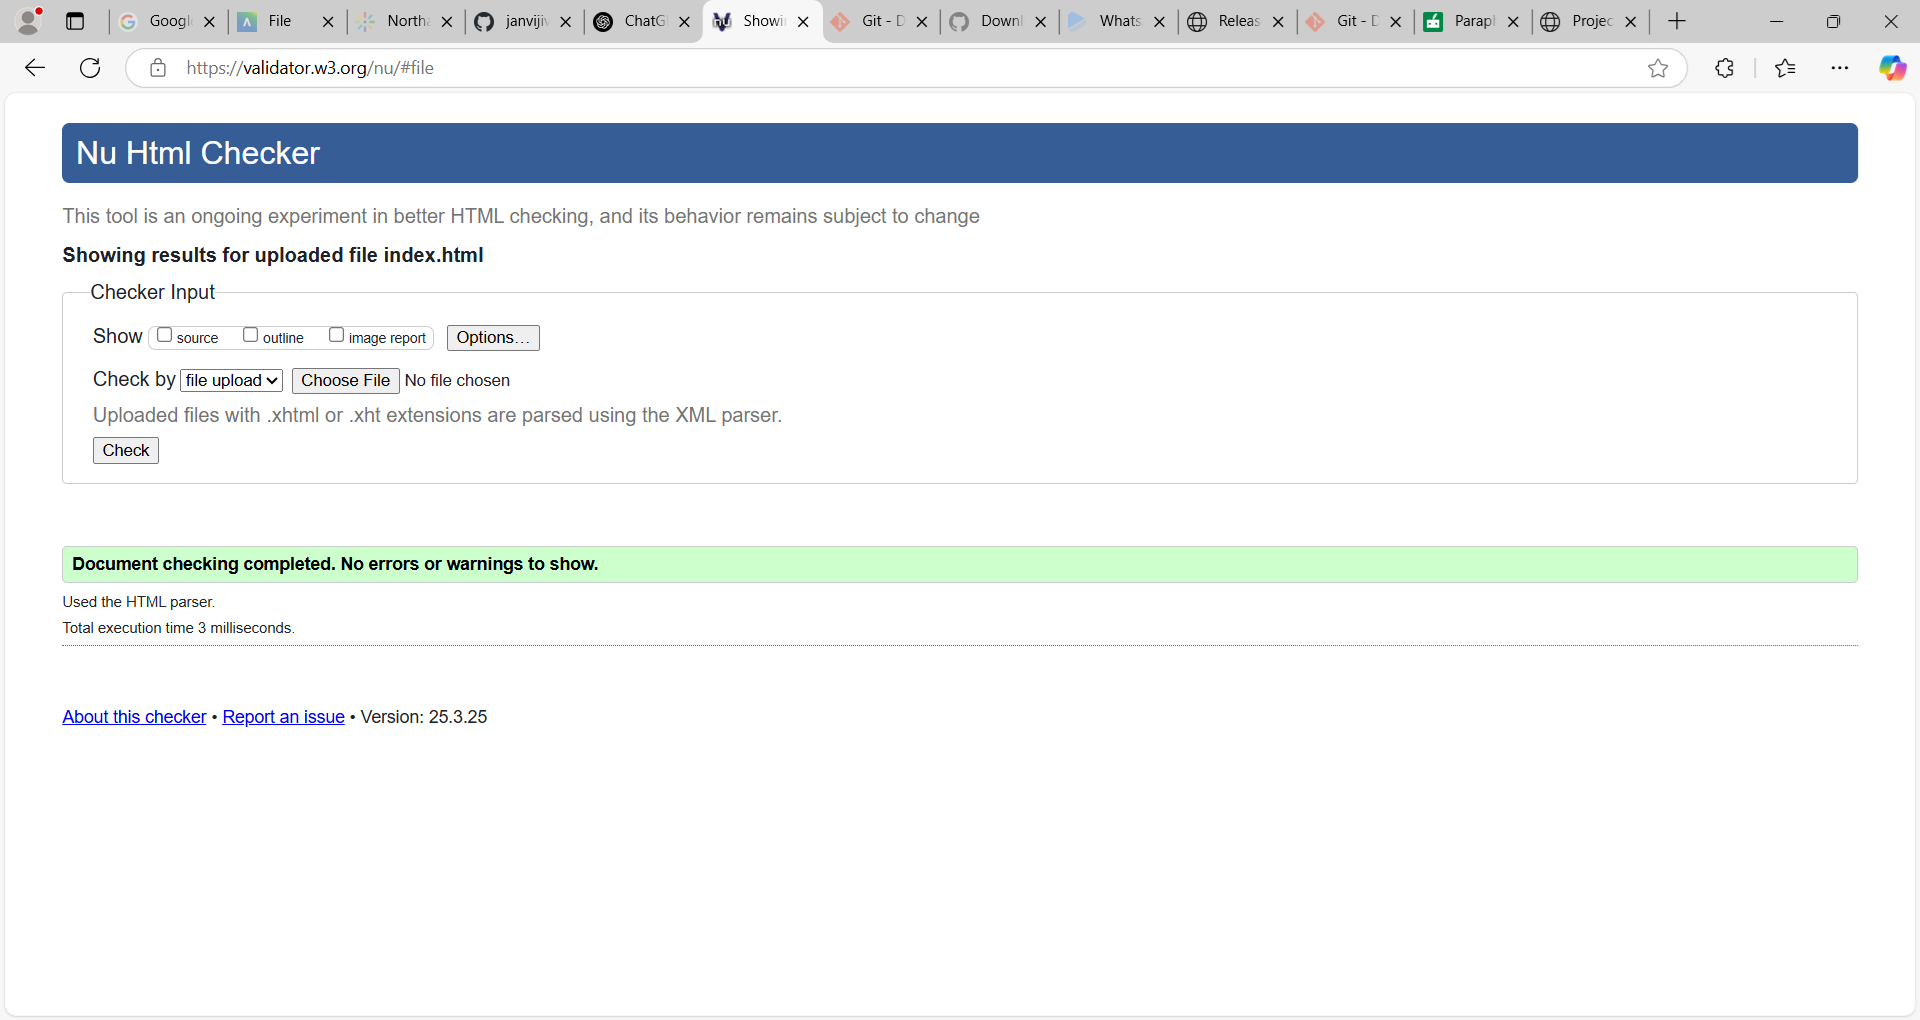 Google
File
North
janvijiv
ChatG
Showi
Git - D
Downl
Whats
Releas
Git - D
Parap
Projec
https://validator.w3.org/nu/#file
Nu Html Checker
This tool is an ongoing experiment in better HTML checking, and its behavior remains subject to change
Showing results for uploaded file index.html
Checker Input
Show source outline image report Options...
Check by file upload Choose File No file chosen
Uploaded files with .xhtml or .xht extensions are parsed using the XML parser.
Check
Document checking completed. No errors or warnings to show.
Used the HTML parser.
Total execution time 3 milliseconds.
About this checker • Report an issue • Version: 25.3.25